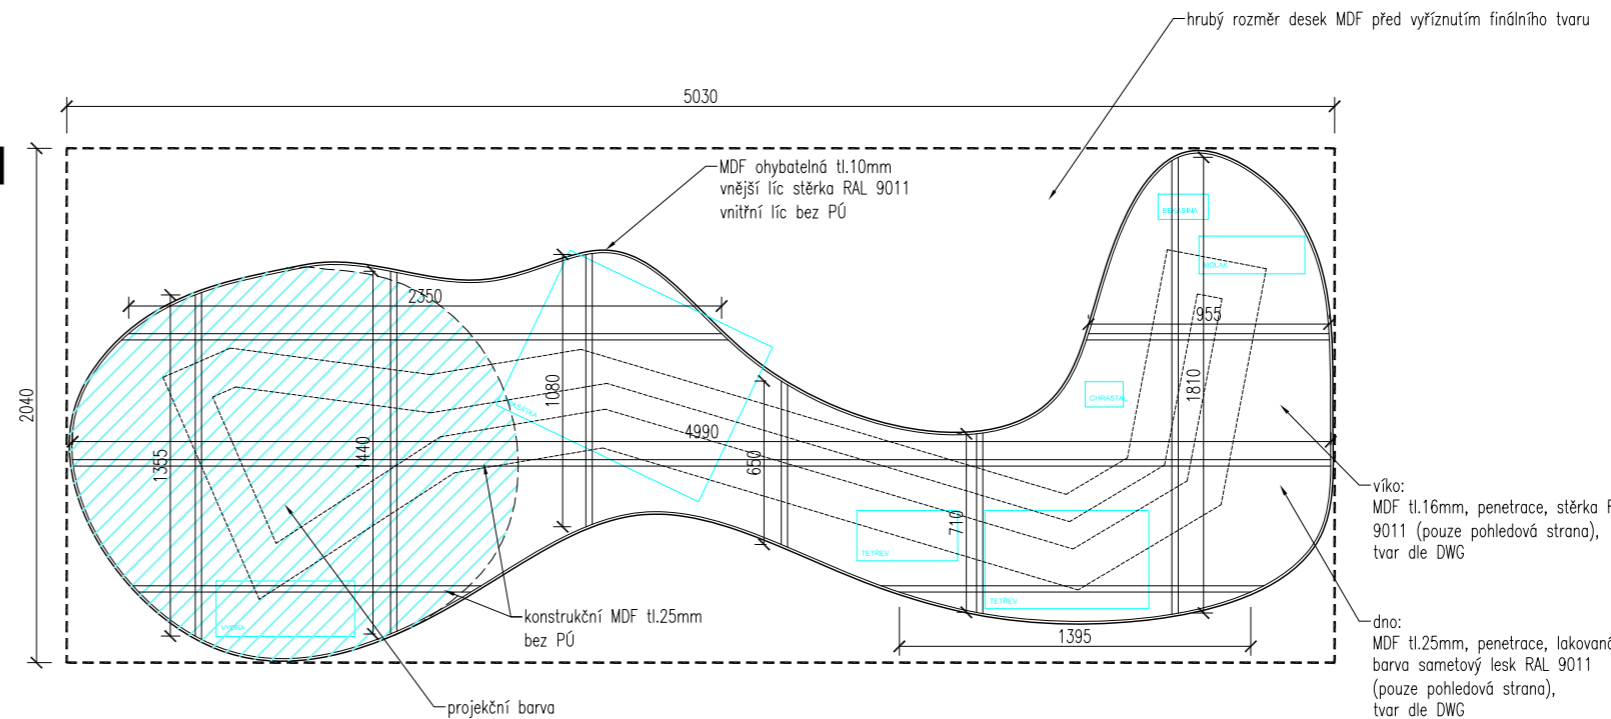 hrubý rozměr desek MDF před vyříznutím finálního tvaru
5030
MDF ohybatelná tl.10mm
vnější líc stěrka RAL 9011
vnitřní líc bez PÚ
BEKASINA
2350
955
2040
1080
1810
CHŘÁSTAL
4990
1355
1440
650
víko:
MDF tl.16mm, penetrace, stěrka
9011 (pouze pohledová strana),
tvar dle DWG
710
TETŘEV
TETŘEV
konstrukční MDF tl.25mm
bez PÚ
1395
dno:
MDF tl.25mm, penetrace, lakovaná
barva sametový lesk RAL 9011
(pouze pohledová strana),
tvar dle DWG
projekční barva